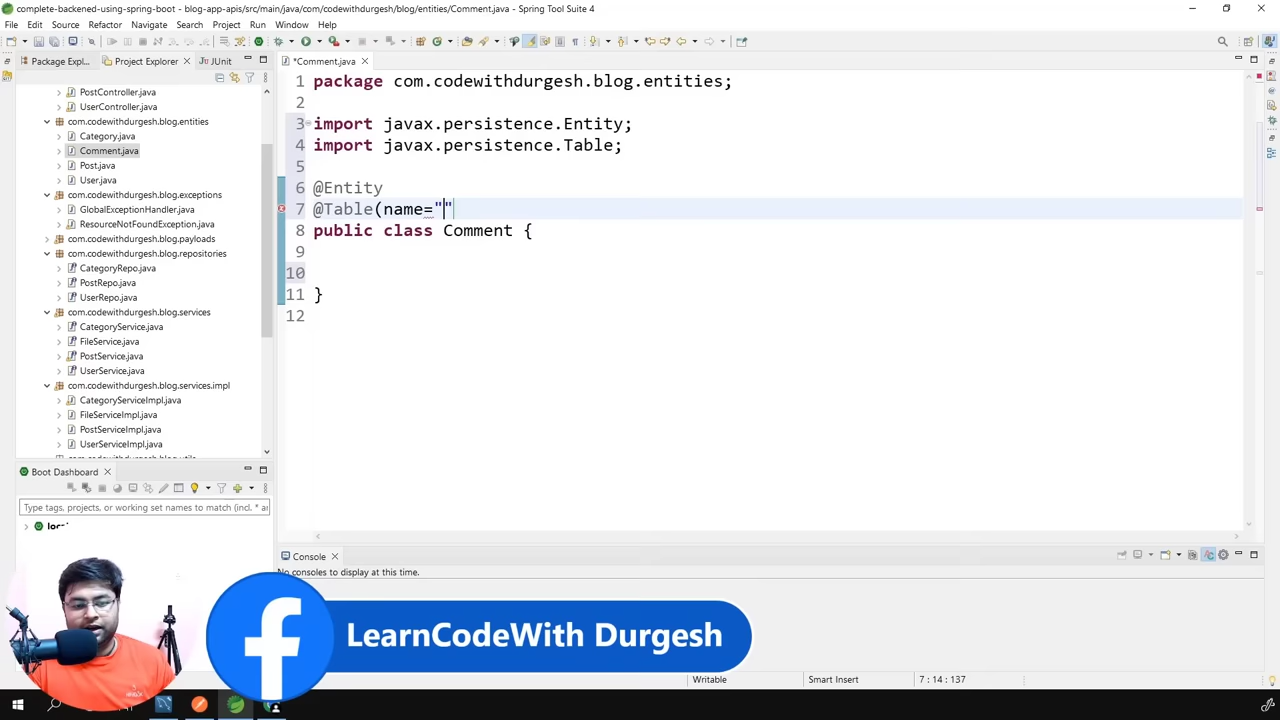 complete-backened-using-spring-boot - blog-app-apis/src/main/java/com/codewithdurgesh/blog/entities/Comment.java - Spring Tool Suite 4
File Edit Source Refactor Navigate Search Project Run Window Help
Package Expl... Project Explorer JUnit
PostController.java
UserController.java
com.codewithdurgesh.blog.entities
Category.java
Comment.java
Post.java
User.java
com.codewithdurgesh.blog.exceptions
GlobalExceptionHandler.java
ResourceNotFoundException.java
com.codewithdurgesh.blog.payloads
com.codewithdurgesh.blog.repositories
CategoryRepo.java
PostRepo.java
UserRepo.java
com.codewithdurgesh.blog.services
CategoryService.java
FileService.java
PostService.java
UserService.java
com.codewithdurgesh.blog.services.impl
CategoryServiceImpl.java
FileServiceImpl.java
PostServiceImpl.java
UserServiceImpl.java
Boot Dashboard
Type tags, projects, or working set names to match (incl. * ar
*Comment.java
1 package com.codewithdurgesh.blog.entities;
2
3 import javax.persistence.Entity;
4 import javax.persistence.Table;
5
6 @Entity
7 @Table(name=""
8 public class Comment {
9
10
11 }
12
Console
No consoles to display at this time.
LearnCodeWith Durgesh
Writable Smart Insert 7 : 14 : 137